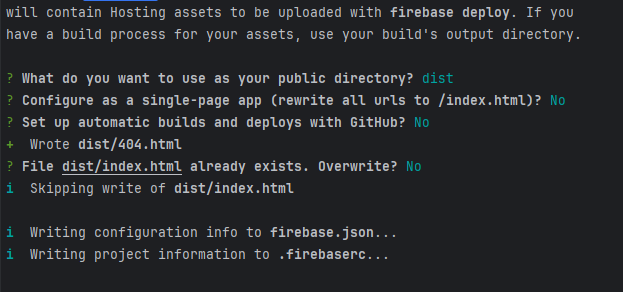 will contain Hosting assets to be uploaded with firebase deploy. If you
have a build process for your assets, use your build's output directory.
? What do you want to use as your public directory? dist
? Configure as a single-page app (rewrite all urls to /index.html)? No
? Set up automatic builds and deploys with GitHub? No
+  Wrote dist/404.html
? File dist/index.html already exists. Overwrite? No
i  Skipping write of dist/index.html
i  Writing configuration info to firebase.json...
i  Writing project information to .firebaserc...